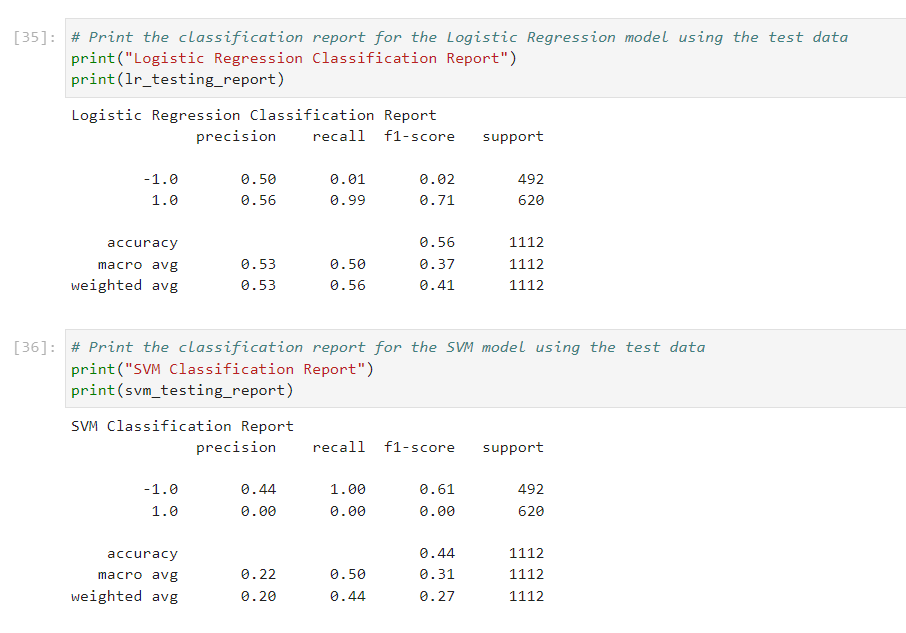 [35]: # Print the classification report for the Logistic Regression model using the test data
print("Logistic Regression Classification Report")
print(lr_testing_report)
Logistic Regression Classification Report
precision recall f1-score support
-1.0 0.50 0.01 0.02 492
1.0 0.56 0.99 0.71 620
accuracy 0.56 1112
macro avg 0.53 0.50 0.37 1112
weighted avg 0.53 0.56 0.41 1112
[36]: # Print the classification report for the SVM model using the test data
print("SVM Classification Report")
print(svm_testing_report)
SVM Classification Report
precision recall f1-score support
-1.0 0.44 1.00 0.61 492
1.0 0.00 0.00 0.00 620
accuracy 0.44 1112
macro avg 0.22 0.50 0.31 1112
weighted avg 0.20 0.44 0.27 1112